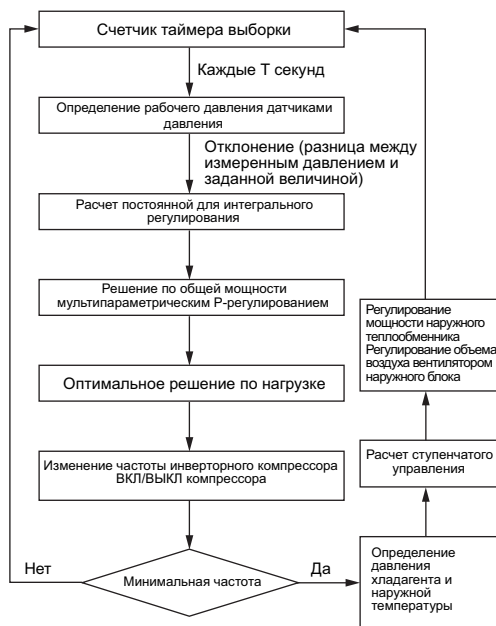 Счетчик таймера выборки
Каждые Т секунд
Определение рабочего давления датчиками
давления
Отклонение (разница между
измеренным давлением и
заданной величиной)
Расчет постоянной для интегрального
регулирования
Решение по общей мощности
мультипараметрическим Р-регулированием
Оптимальное решение по нагрузке
Изменение частоты инверторного компрессора
ВКЛ/ВЫКЛ компрессора
Минимальная частота
Нет
Да
Определение
давления
хладагента и
наружной
температуры
Расчет ступенчатого
управления
Регулирование
мощности наружного
теплообменника
Регулирование объема
воздуха вентилятором
наружного блока